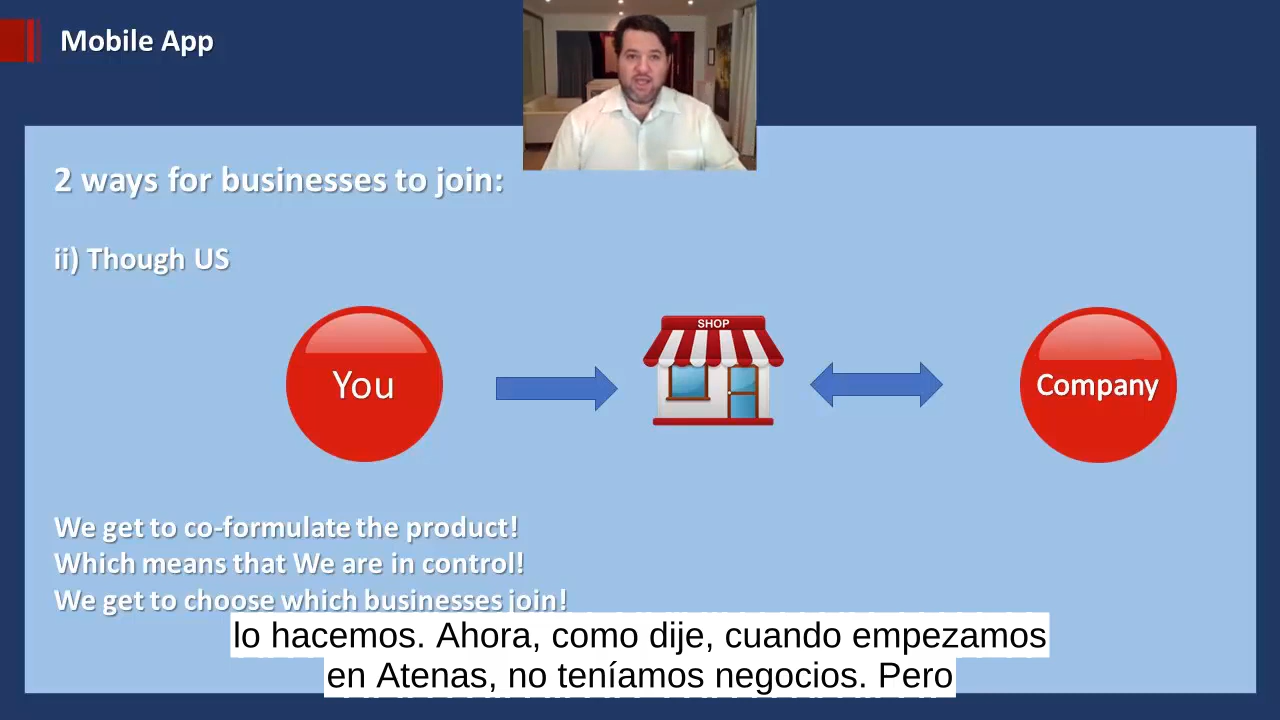 Mobile App
2 ways for businesses to join:
ii) Though US
SHOP
You
Company
We get to co-formulate the product!
Which means that We are in control!
We get to choose which businesses join!
lo hacemos. Ahora, como dije, cuando empezamos
en Atenas, no teníamos negocios. Pero